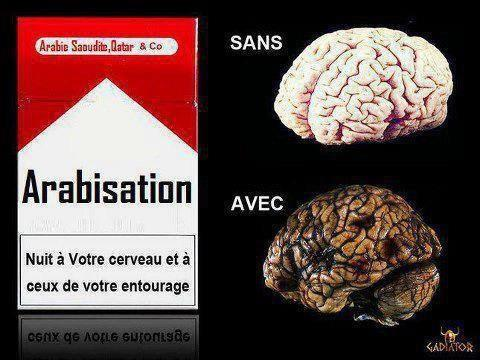 Arabie Saoudite,Qatar & Co
Arabisation
Nuit à Votre cerveau et à
ceux de votre entourage
SANS
AVEC
GADIATOR